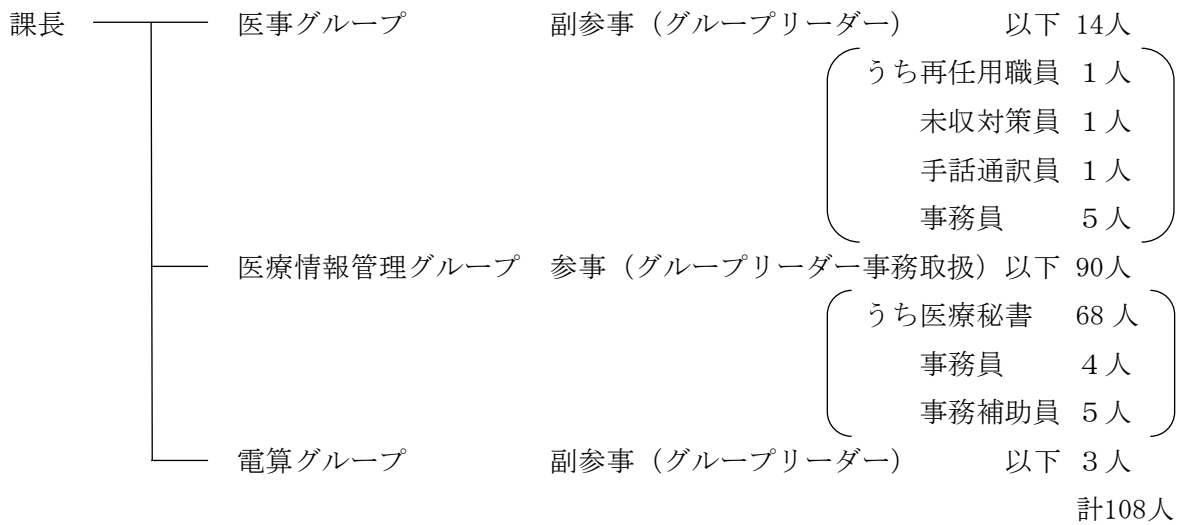 課長 医事グループ 副参事（グループリーダー） 以下 14人
うち再任用職員 １人
未収対策員 １人
手話通訳員 １人
事務員 ５人
医療情報管理グループ 参事（グループリーダー事務取扱）以下 90人
うち医療秘書 68 人
事務員 ４人
事務補助員 ５人
電算グループ 副参事（グループリーダー） 以下 ３人
計108人